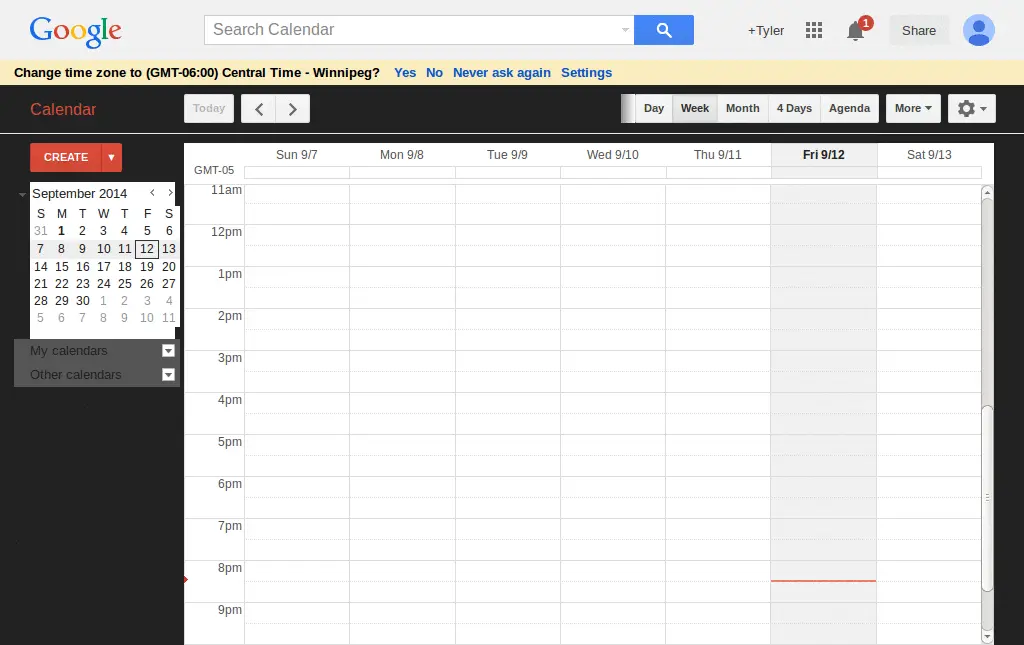 Google
Search Calendar
+Tyler
1
Share
Change time zone to (GMT-06:00) Central Time - Winnipeg? Yes No Never ask again Settings
Calendar
Today
Day Week Month 4 Days Agenda
More
CREATE
September 2014
S M T W T F S
31 1 2 3 4 5 6
7 8 9 10 11 12 13
14 15 16 17 18 19 20
21 22 23 24 25 26 27
28 29 30 1 2 3 4
5 6 7 8 9 10 11
My calendars
Other calendars
Sun 9/7 Mon 9/8 Tue 9/9 Wed 9/10 Thu 9/11 Fri 9/12 Sat 9/13
GMT-05
11am
12pm
1pm
2pm
3pm
4pm
5pm
6pm
7pm
8pm
9pm